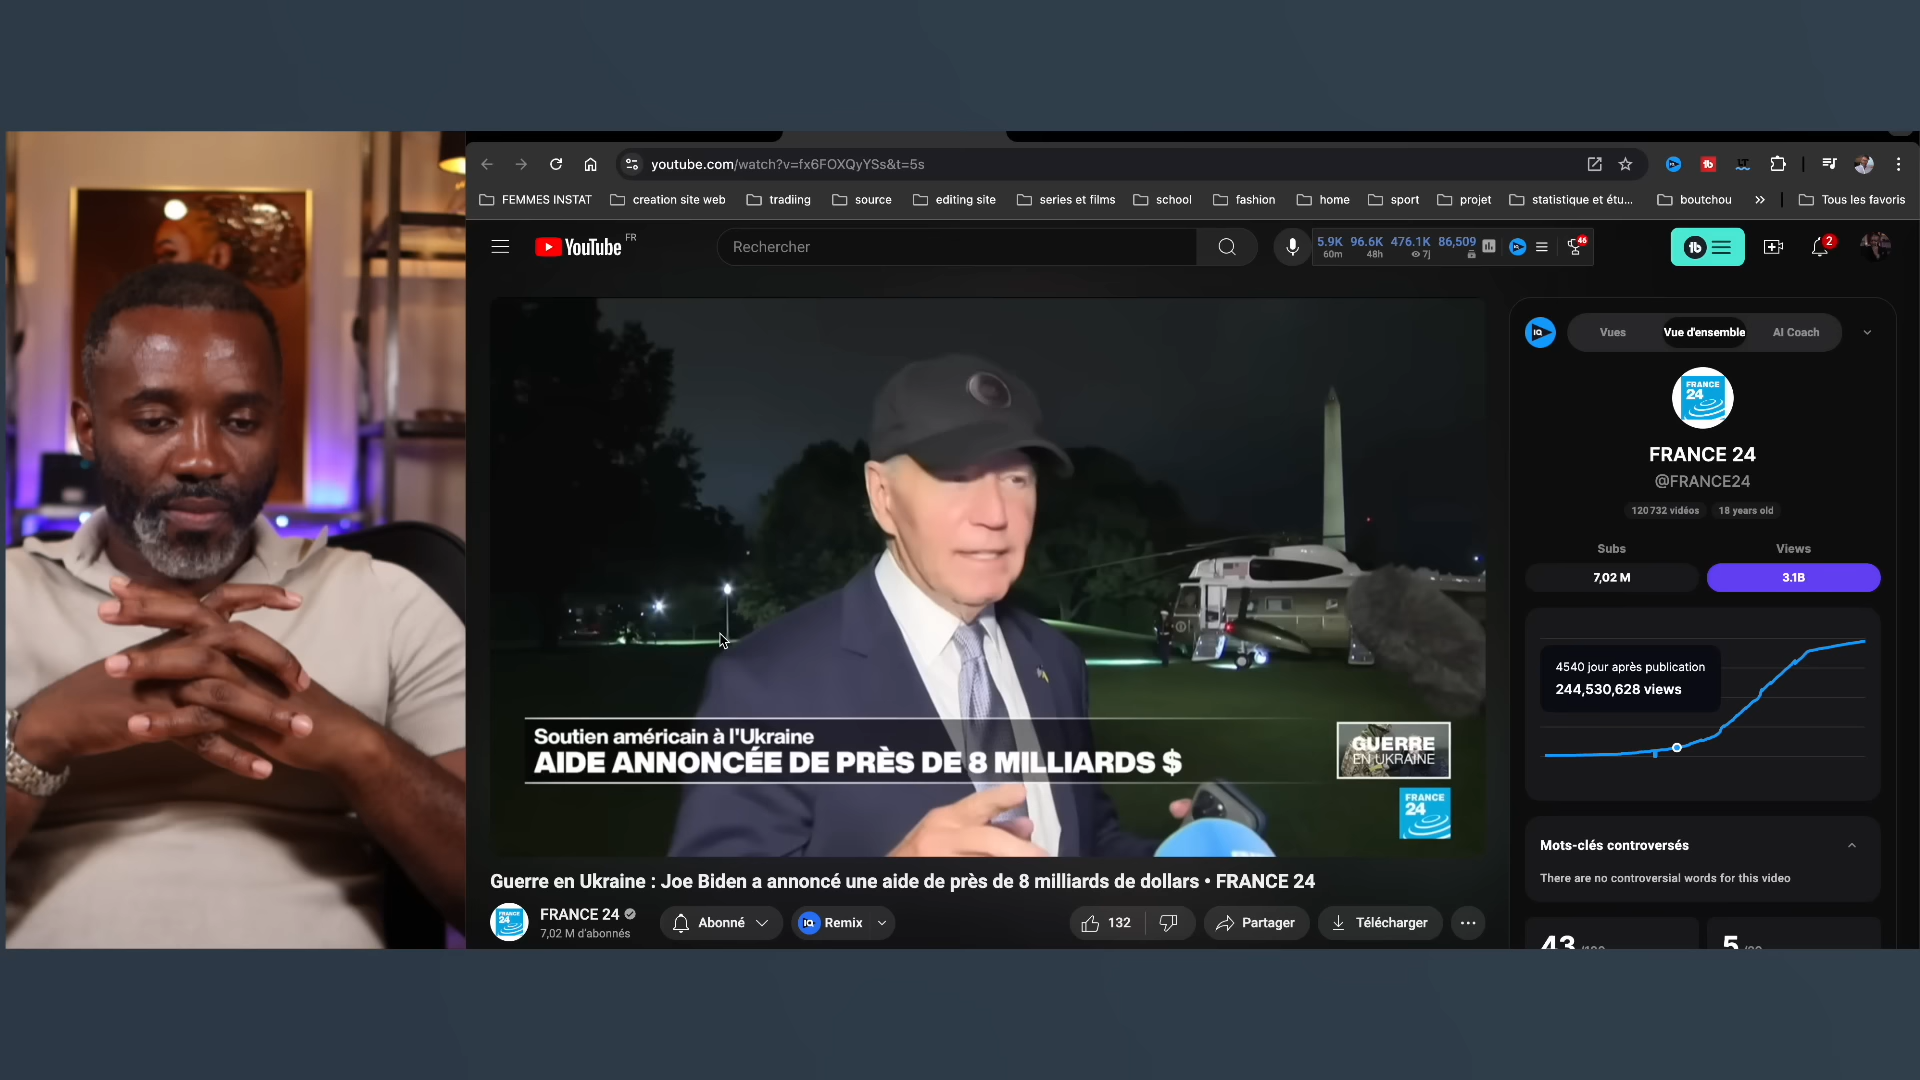 youtube.com/watch?v=fx6FOXQyYSs&t=5s
FEMMES INSTAT
creation site web
tradiing
source
editing site
series et films
school
fashion
home
sport
projet
statistique et étu...
boutchou
Tous les favoris
YouTube FR
Rechercher
5.9K 96.6K 476.1K 86,509
60m 48h 7j
46
2
Soutien américain à l'Ukraine
AIDE ANNONCÉE DE PRÈS DE 8 MILLIARDS $
GUERRE
EN UKRAINE
FRANCE
24
Guerre en Ukraine : Joe Biden a annoncé une aide de près de 8 milliards de dollars • FRANCE 24
FRANCE 24
7,02 M d'abonnés
Abonné
Remix
132
Partager
Télécharger
Vues
Vue d'ensemble
AI Coach
FRANCE
24
FRANCE 24
@FRANCE24
120 732 vidéos
18 years old
Subs
Views
7,02 M
3.1B
4540 jour après publication
244,530,628 views
Mots-clés controversés
There are no controversial words for this video
43
5